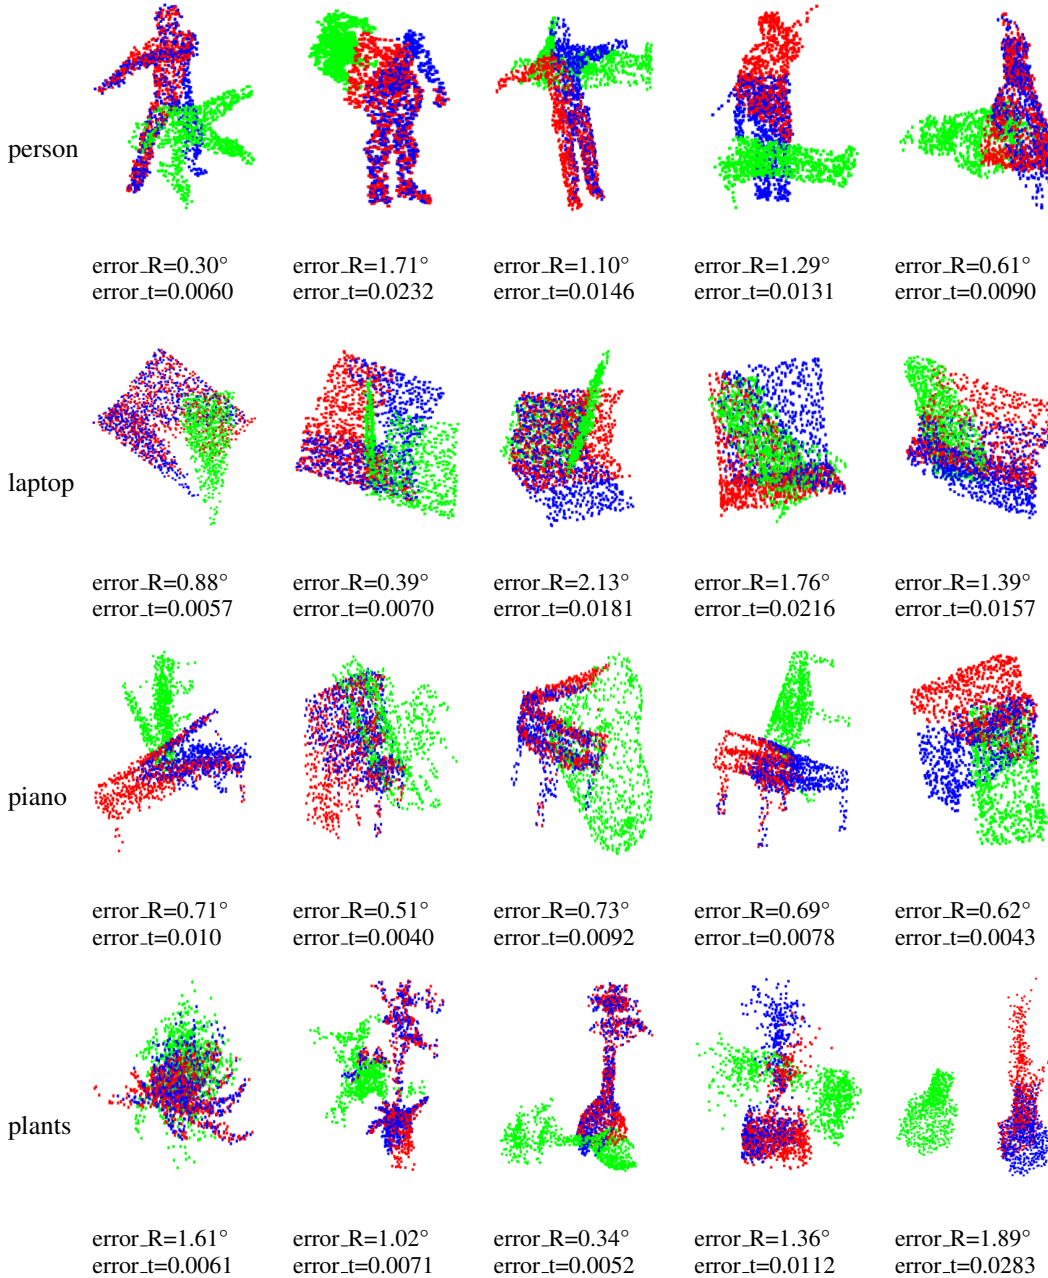 person
error_R=0.30° error_R=1.71° error_R=1.10° error_R=1.29° error_R=0.61°
error_t=0.0060 error_t=0.0232 error_t=0.0146 error_t=0.0131 error_t=0.0090
laptop
error_R=0.88° error_R=0.39° error_R=2.13° error_R=1.76° error_R=1.39°
error_t=0.0057 error_t=0.0070 error_t=0.0181 error_t=0.0216 error_t=0.0157
piano
error_R=0.71° error_R=0.51° error_R=0.73° error_R=0.69° error_R=0.62°
error_t=0.010 error_t=0.0040 error_t=0.0092 error_t=0.0078 error_t=0.0043
plants
error_R=1.61° error_R=1.02° error_R=0.34° error_R=1.36° error_R=1.89°
error_t=0.0061 error_t=0.0071 error_t=0.0052 error_t=0.0112 error_t=0.0283